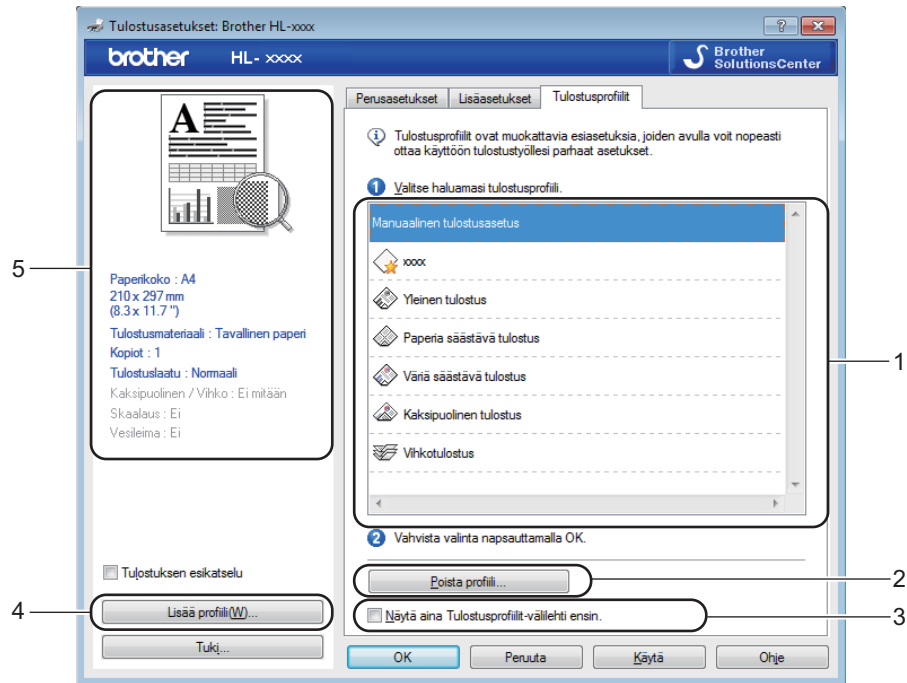 Tulostusasetukset: Brother HL-xxxx
brother HL- xxxx
Brother
SolutionsCenter
A
Paperikoko : A4
210 x 297 mm
(8.3 x 11.7 ")
Tulostusmateriaali : Tavallinen paperi
Kopiot : 1
Tulostuslaatu : Normaali
Kaksipuolinen / Vihko : Ei mitään
Skaalaus : Ei
Vesileima : Ei
5
Tulostuksen esikatselu
4
Lisää profiili(W)...
Tuki...
Perusasetukset Lisäasetukset Tulostusprofiilit
Tulostusprofiilit ovat muokattavia esiasetuksia, joiden avulla voit nopeasti
ottaa käyttöön tulostustyöllesi parhaat asetukset.
1 Valitse haluamasi tulostusprofiili.
Manuaalinen tulostusasetus
xxxx
Yleinen tulostus
Paperia säästävä tulostus
Väriä säästävä tulostus
Kaksipuolinen tulostus
Vihkotulostus
1
2 Vahvista valinta napsauttamalla OK.
Poista profiili...
2
Näytä aina Tulostusprofiilit-välilehti ensin.
3
OK Peruuta Käytä Ohje